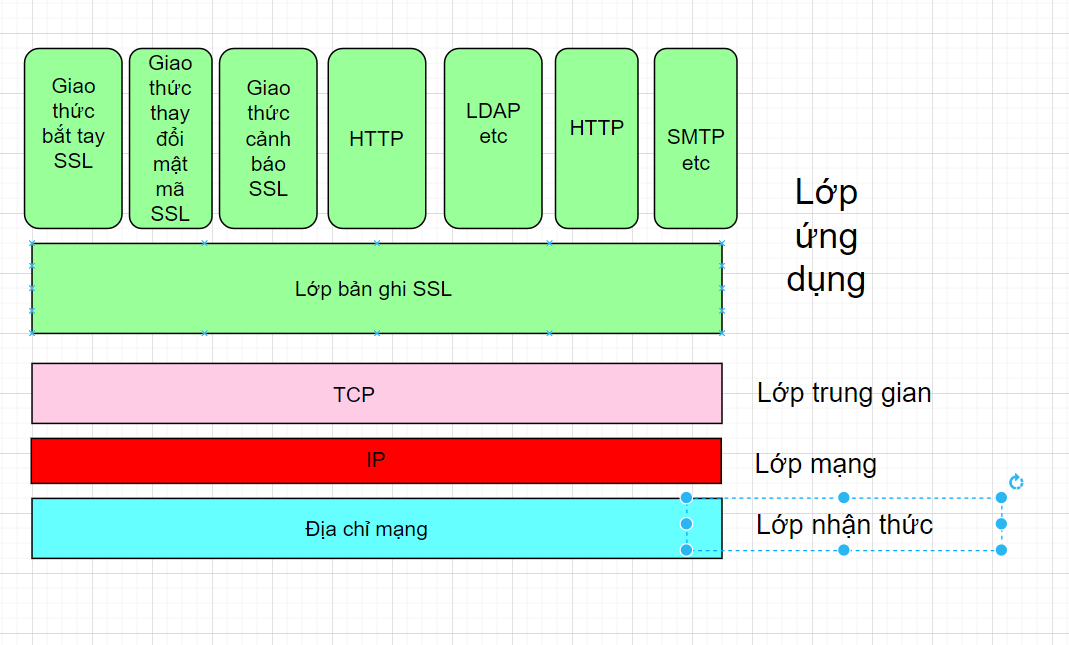 Giao
thức
bắt tay
SSL
Giao
thức
thay
đổi
mật
mã
SSL
Giao
thức
cảnh
báo
SSL
HTTP
LDAP
etc
HTTP
SMTP
etc
Lớp
ứng
dụng
Lớp bản ghi SSL
TCP
Lớp trung gian
IP
Lớp mạng
Địa chỉ mạng
Lớp nhận thức